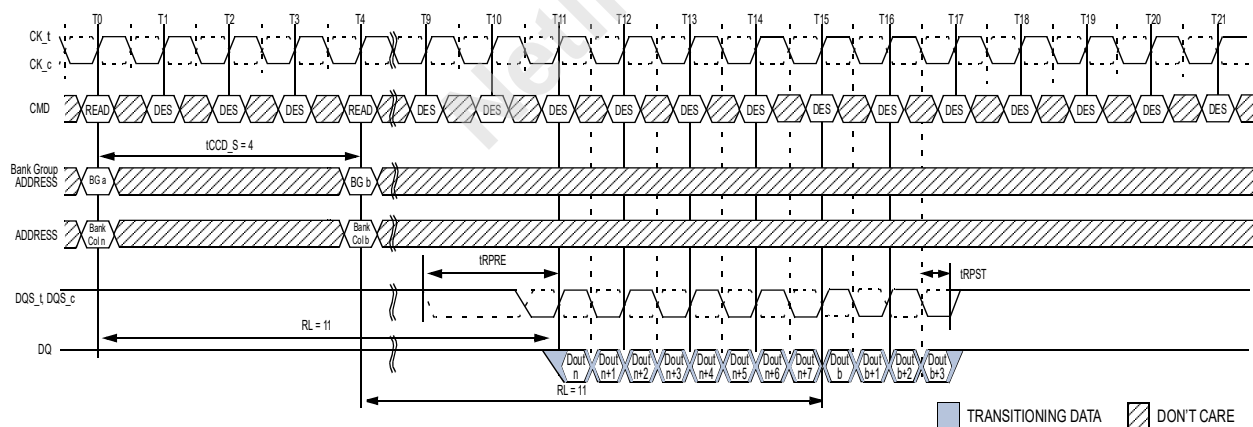 T0 T1 T2 T3 T4 T9 T10 T11 T12 T13 T14 T15 T16 T17 T18 T19 T20 T21
CK_t
CK_c
CMD READ DES DES DES READ DES DES DES DES DES DES DES DES DES DES DES DES DES
tCCD_S = 4
Bank Group
ADDRESS
BG a BG b
ADDRESS
Bank
Col n
Bank
Col b
tRPRE
tRPST
DQS_t, DQS_c
RL = 11
DQ
Dout
n
Dout
n+1
Dout
n+2
Dout
n+3
Dout
n+4
Dout
n+5
Dout
n+6
Dout
n+7
Dout
b
Dout
b+1
Dout
b+2
Dout
b+3
RL = 11
TRANSITIONING DATA DON'T CARE